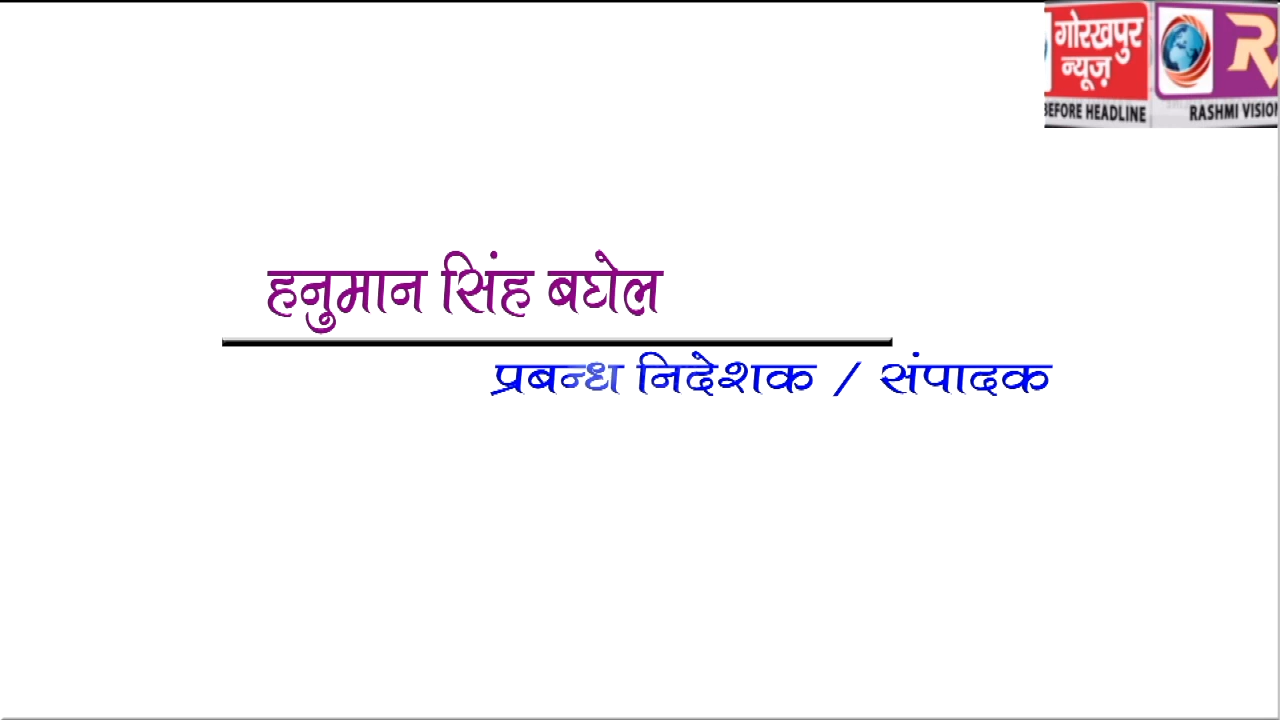 गोरखपुर
न्यूज़
BEFORE HEADLINE
R
RASHMI VISION
हनुमान सिंह बघेल
प्रबन्ध निदेशक / संपादक